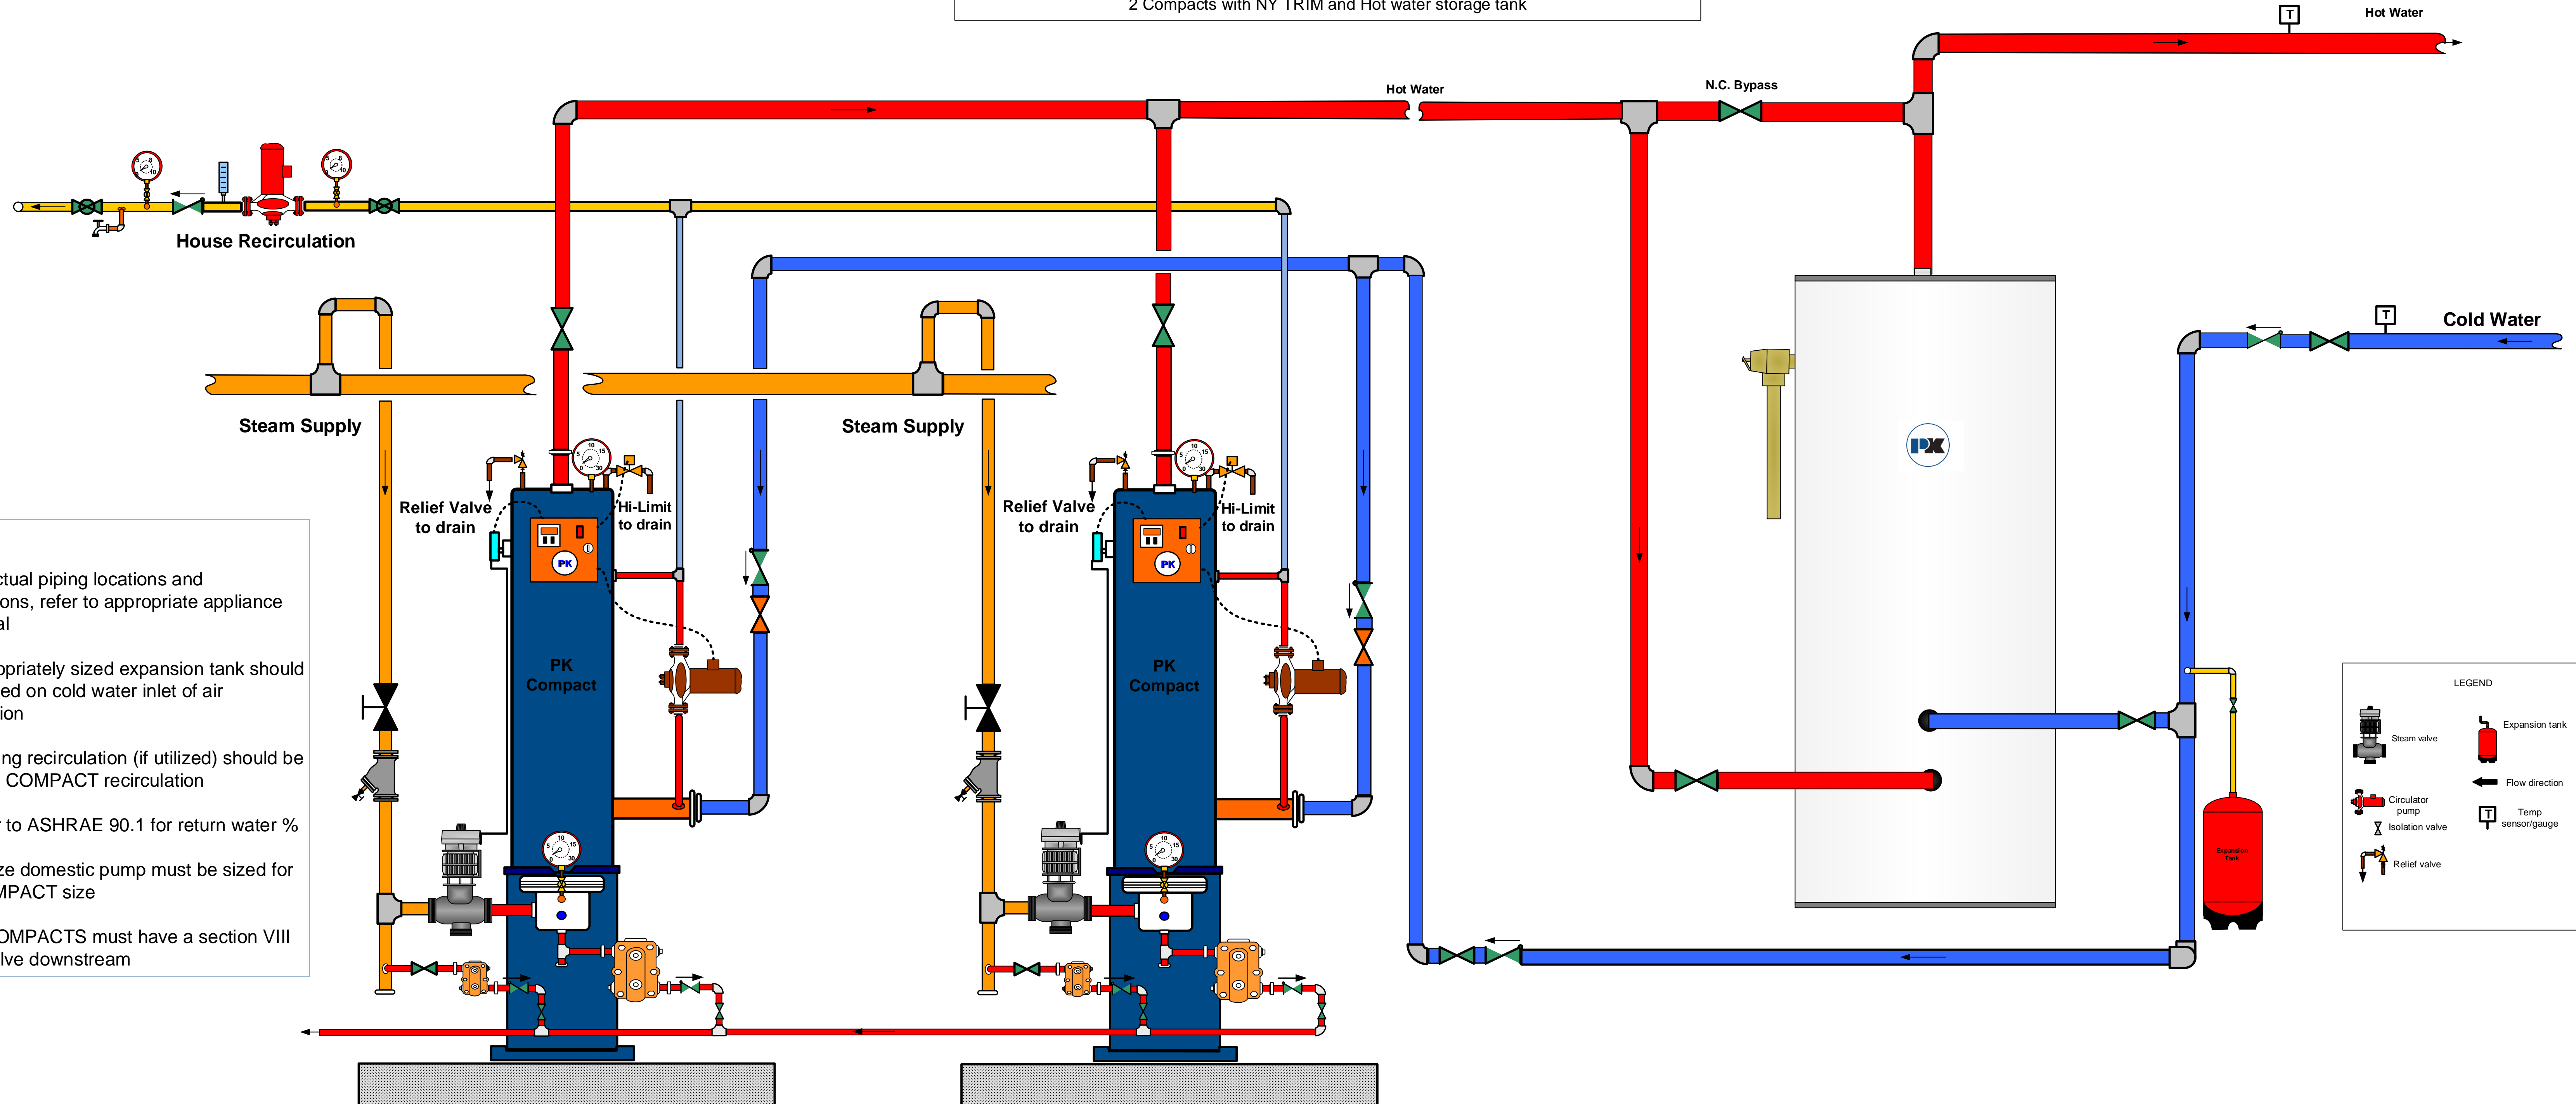 2 Compacts with NY TRIM and Hot water storage tank
T
Hot Water
Hot Water
N.C. Bypass
House Recirculation
T
Cold Water
Steam Supply
Steam Supply
Relief Valve
to drain
Hi-Limit
to drain
Relief Valve
to drain
Hi-Limit
to drain
PK
PK
PK
PK
Compact
PK
Compact
ctual piping locations and
ons, refer to appropriate appliance
al
opriately sized expansion tank should
ed on cold water inlet of air
ion
ng recirculation (if utilized) should be
COMPACT recirculation
r to ASHRAE 90.1 for return water %
ze domestic pump must be sized for
MPACT size
OMPACTS must have a section VIII
lve downstream
Expansion
Tank
LEGEND
Steam valve
Expansion tank
Flow direction
Circulator
pump
Isolation valve
T
Temp
sensor/gauge
Relief valve